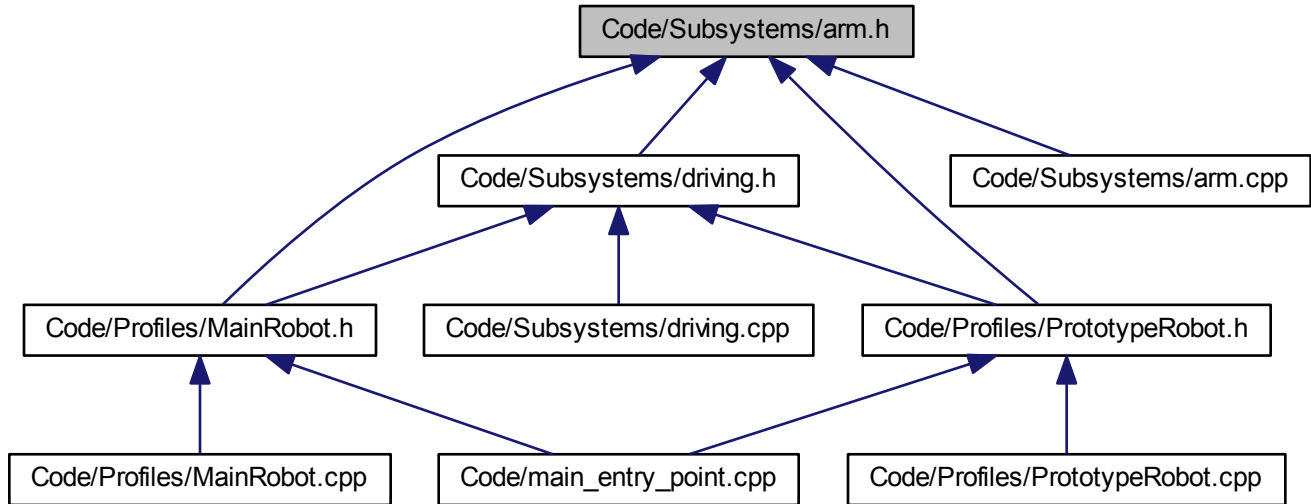 Code/Subsystems/arm.h
Code/Subsystems/driving.h
Code/Subsystems/arm.cpp
Code/Profiles/MainRobot.h
Code/Subsystems/driving.cpp
Code/Profiles/PrototypeRobot.h
Code/Profiles/MainRobot.cpp
Code/main_entry_point.cpp
Code/Profiles/PrototypeRobot.cpp